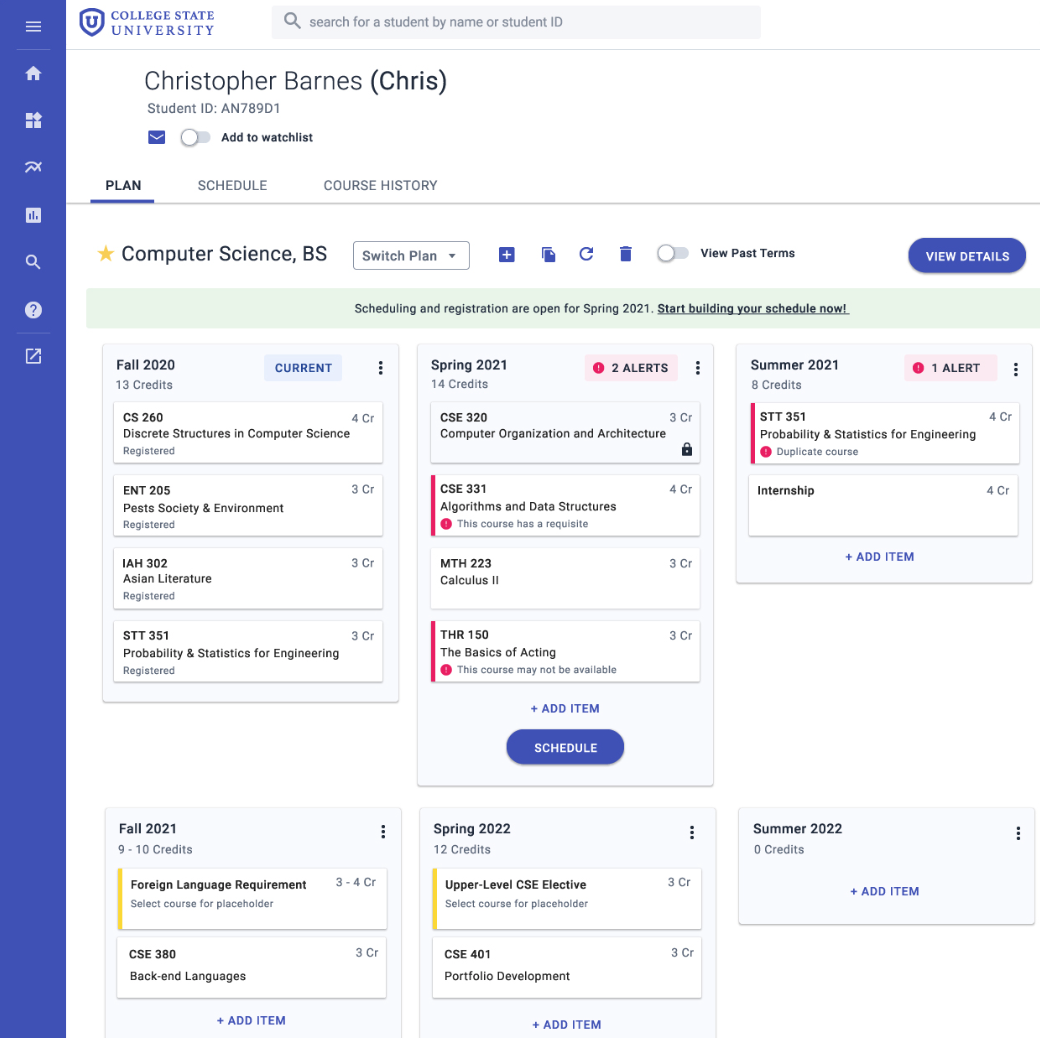 COLLEGE STATE
UNIVERSITY
search for a student by name or student ID
Christopher Barnes (Chris)
Student ID: AN789D1
Add to watchlist
PLAN
SCHEDULE
COURSE HISTORY
Computer Science, BS
Switch Plan
View Past Terms
VIEW DETAILS
Scheduling and registration are open for Spring 2021. Start building your schedule now!
Fall 2020
CURRENT
13 Credits
CS 260
4 Cr
Discrete Structures in Computer Science
Registered
ENT 205
3 Cr
Pests Society & Environment
Registered
IAH 302
3 Cr
Asian Literature
Registered
STT 351
3 Cr
Probability & Statistics for Engineering
Registered
Spring 2021
2 ALERTS
14 Credits
CSE 320
3 Cr
Computer Organization and Architecture
CSE 331
4 Cr
Algorithms and Data Structures
This course has a requisite
MTH 223
3 Cr
Calculus II
THR 150
3 Cr
The Basics of Acting
This course may not be available
+ ADD ITEM
SCHEDULE
Summer 2021
1 ALERT
8 Credits
STT 351
4 Cr
Probability & Statistics for Engineering
Duplicate course
Internship
4 Cr
+ ADD ITEM
Fall 2021
9 - 10 Credits
Foreign Language Requirement
3 - 4 Cr
Select course for placeholder
CSE 380
3 Cr
Back-end Languages
+ ADD ITEM
Spring 2022
12 Credits
Upper-Level CSE Elective
3 Cr
Select course for placeholder
CSE 401
3 Cr
Portfolio Development
+ ADD ITEM
Summer 2022
0 Credits
+ ADD ITEM